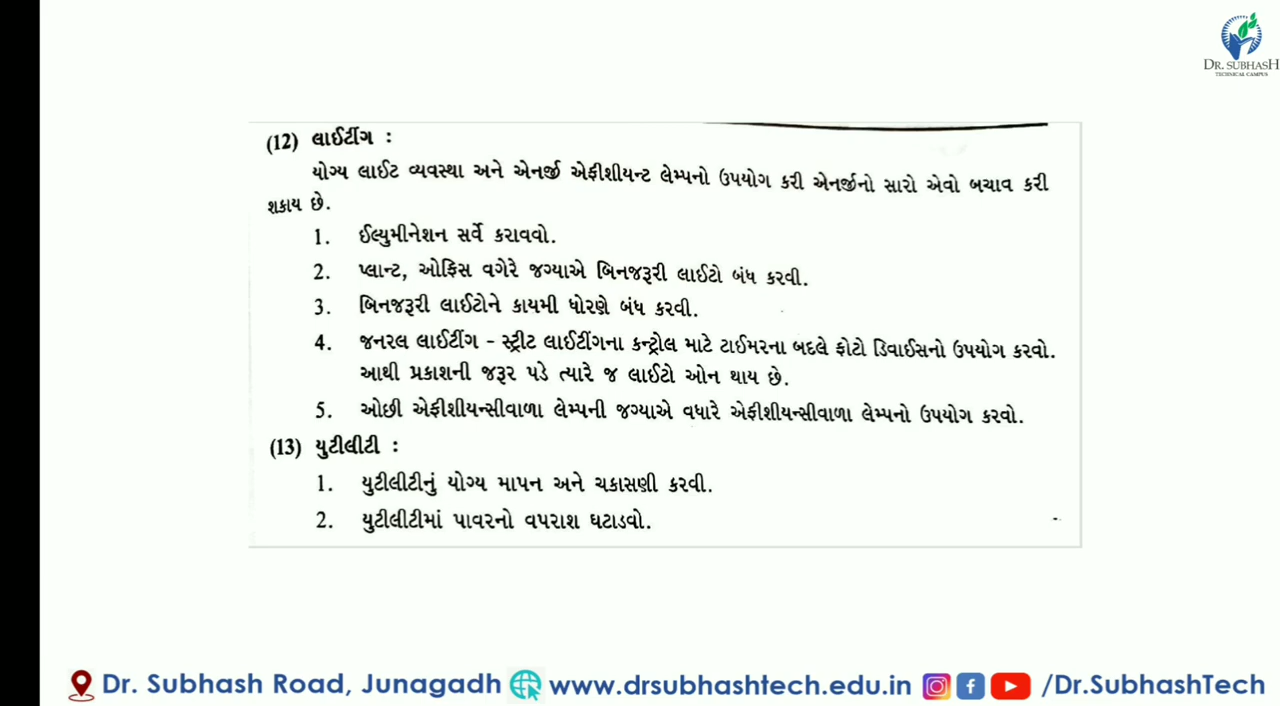 DR. SUBHASH
TECHNICAL CAMPUS
(12) લાઈટીંગ :
યોગ્ય લાઈટ વ્યવસ્થા અને એનર્જી એફીશીયન્ટ લેમ્પનો ઉપયોગ કરી એનર્જીનો સારો એવો બચાવ કરી
શકાય છે.
1. ઈલ્યુમીનેશન સર્વે કરાવવો.
2. પ્લાન્ટ, ઓફિસ વગેરે જગ્યાએ બિનજરૂરી લાઈટો બંધ કરવી.
3. બિનજરૂરી લાઈટોને કાયમી ધોરણે બંધ કરવી.
4. જનરલ લાઈટીંગ - સ્ટ્રીટ લાઈટીંગના કન્ટ્રોલ માટે ટાઈમરના બદલે ફોટો ડિવાઈસનો ઉપયોગ કરવો.
આથી પ્રકાશની જરૂર પડે ત્યારે જ લાઈટો ઓન થાય છે.
5. ઓછી એફીશીયન્સીવાળા લેમ્પની જગ્યાએ વધારે એફીશીયન્સીવાળા લેમ્પનો ઉપયોગ કરવો.
(13) યુટીલીટી :
1. યુટીલીટીનું યોગ્ય માપન અને ચકાસણી કરવી.
2. યુટીલીટીમાં પાવરનો વપરાશ ઘટાડવો.
Dr. Subhash Road, Junagadh www.drsubhashtech.edu.in /Dr.SubhashTech